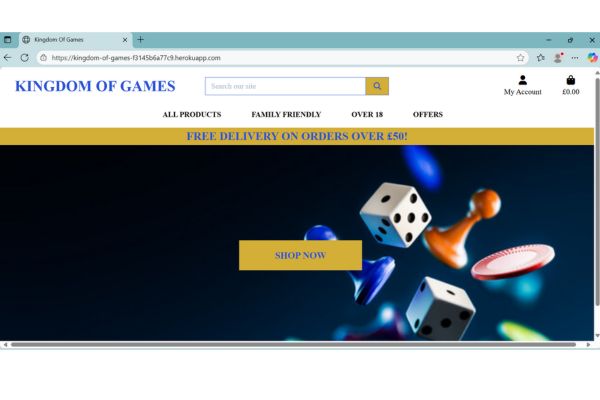 Kingdom Of Games
https://kingdom-of-games-f3145b6a77c9.herokuapp.com
KINGDOM OF GAMES
Search our site
My Account
£0.00
ALL PRODUCTS
FAMILY FRIENDLY
OVER 18
OFFERS
FREE DELIVERY ON ORDERS OVER £50!
SHOP NOW